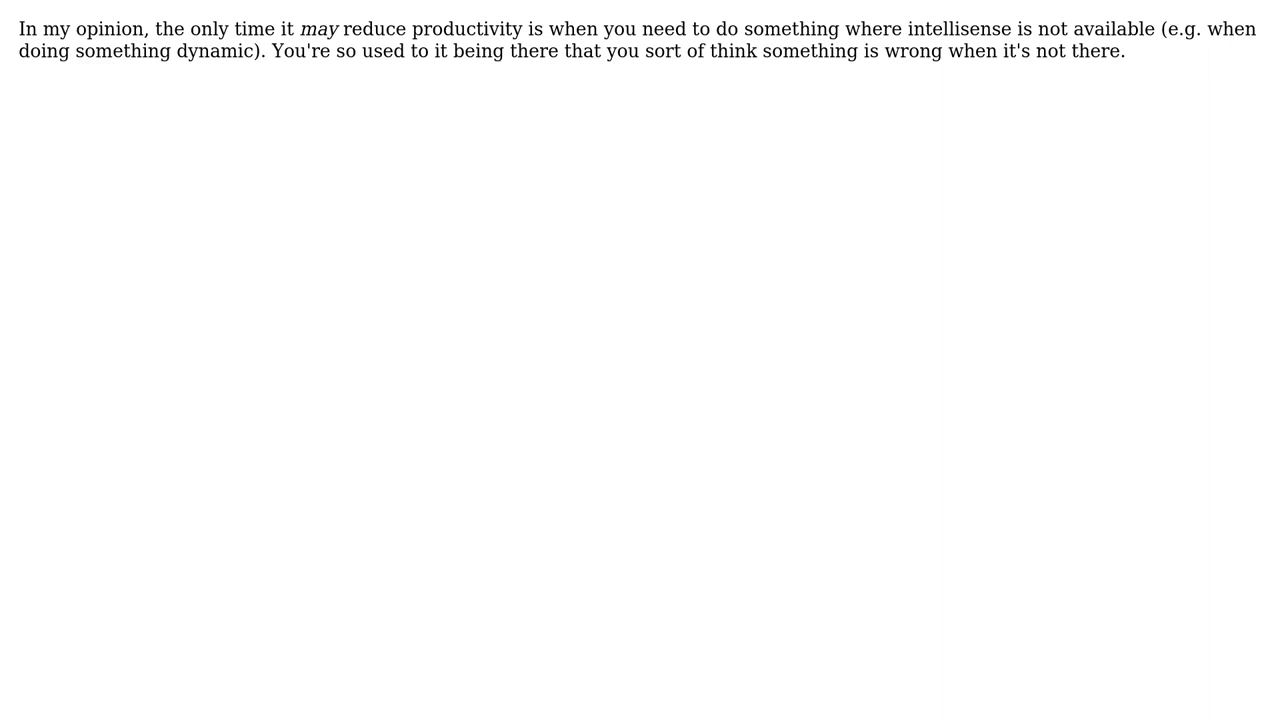 In my opinion, the only time it may reduce productivity is when you need to do something where intellisense is not available (e.g. when
doing something dynamic). You're so used to it being there that you sort of think something is wrong when it's not there.